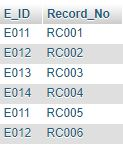 E_ID Record_No
E011 RC001
E012 RC002
E013 RC003
E014 RC004
E011 RC005
E012 RC006